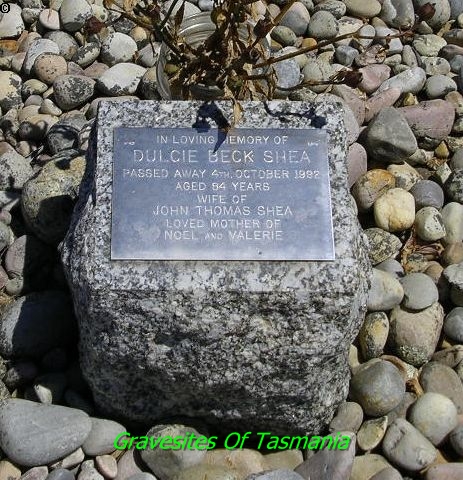 ©
IN LOVING MEMORY OF
DULCIE BECK SHEA
PASSED AWAY 4TH. OCTOBER 1992
AGED 84 YEARS
WIFE OF
JOHN THOMAS SHEA
LOVED MOTHER OF
NOEL AND VALERIE
Gravesites Of Tasmania